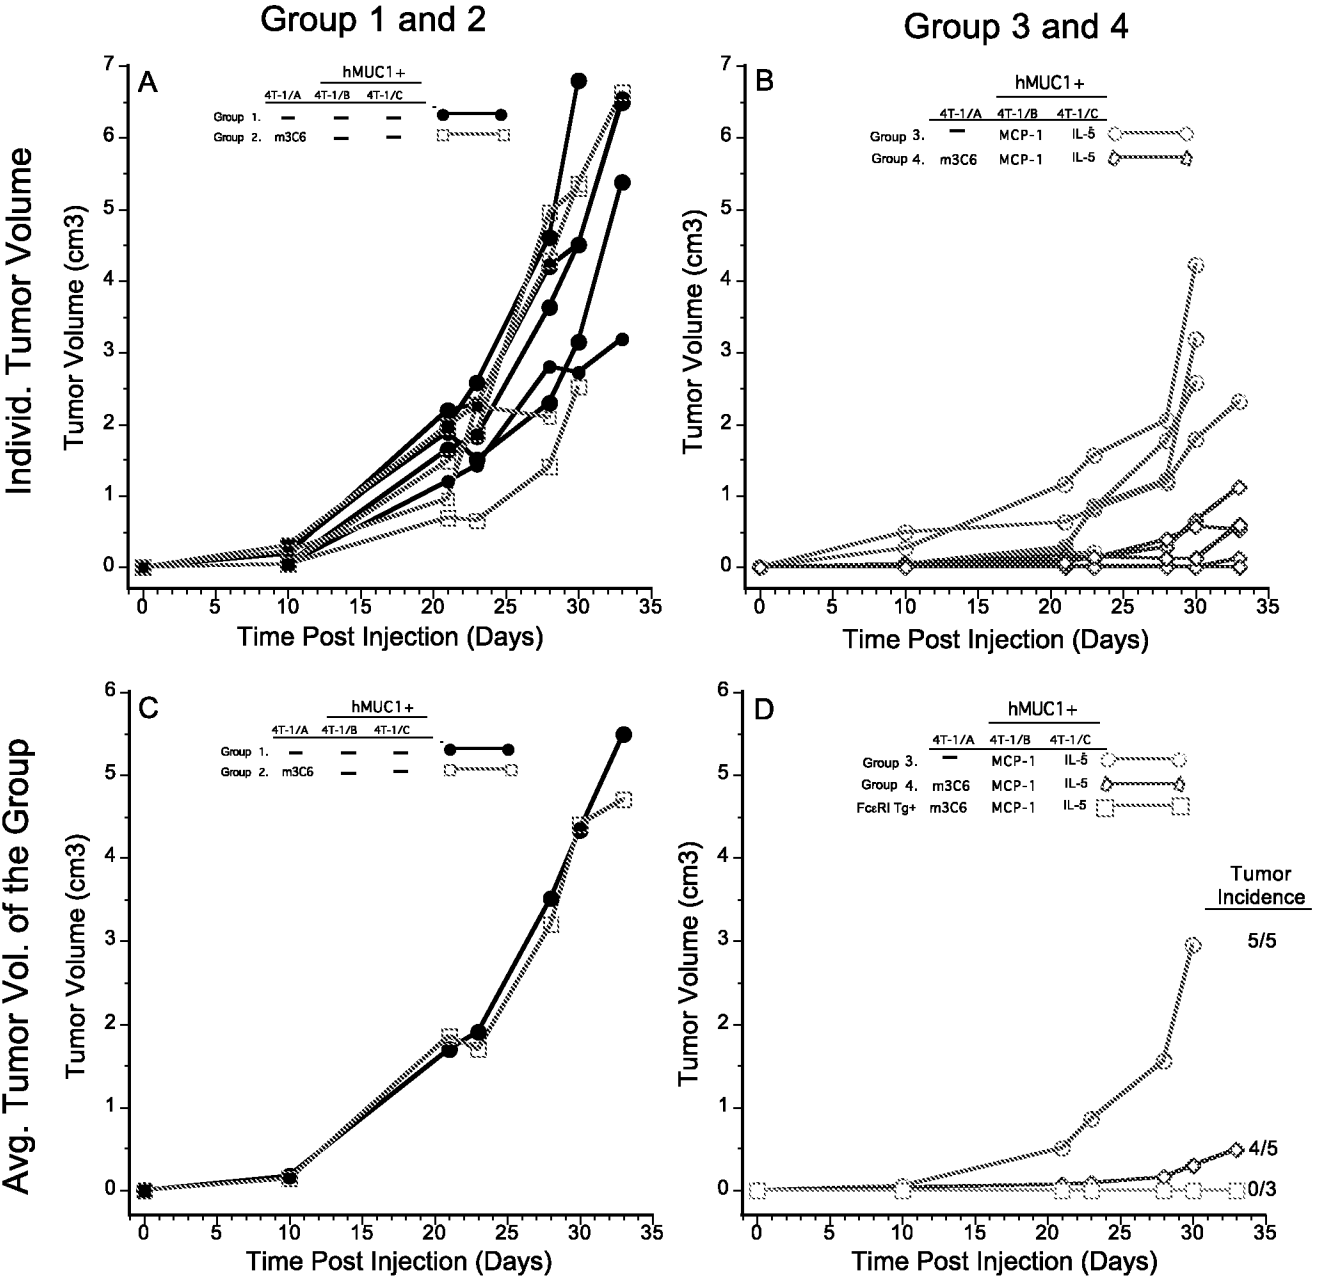 Group 1 and 2
Group 3 and 4
Individ. Tumor Volume
Avg. Tumor Vol. of the Group
A
hMUC1+
4T-1/A 4T-1/B 4T-1/C
Group 1. – – –
Group 2. m3C6 – –
Tumor Volume (cm3)
7
6
5
4
3
2
1
0
0 5 10 15 20 25 30 35
Time Post Injection (Days)
B
hMUC1+
4T-1/A 4T-1/B 4T-1/C
Group 3. – MCP-1 IL-5
Group 4. m3C6 MCP-1 IL-5
Tumor Volume (cm3)
7
6
5
4
3
2
1
0
0 5 10 15 20 25 30 35
Time Post Injection (Days)
C
hMUC1+
4T-1/A 4T-1/B 4T-1/C
Group 1. – – –
Group 2. m3C6 – –
Tumor Volume (cm3)
6
5
4
3
2
1
0
0 5 10 15 20 25 30 35
Time Post Injection (Days)
D
hMUC1+
4T-1/A 4T-1/B 4T-1/C
Group 3. – MCP-1 IL-5
Group 4. m3C6 MCP-1 IL-5
FcεRI Tg+ m3C6 MCP-1 IL-5
Tumor
Incidence
5/5
4/5
0/3
Tumor Volume (cm3)
6
5
4
3
2
1
0
0 5 10 15 20 25 30 35
Time Post Injection (Days)